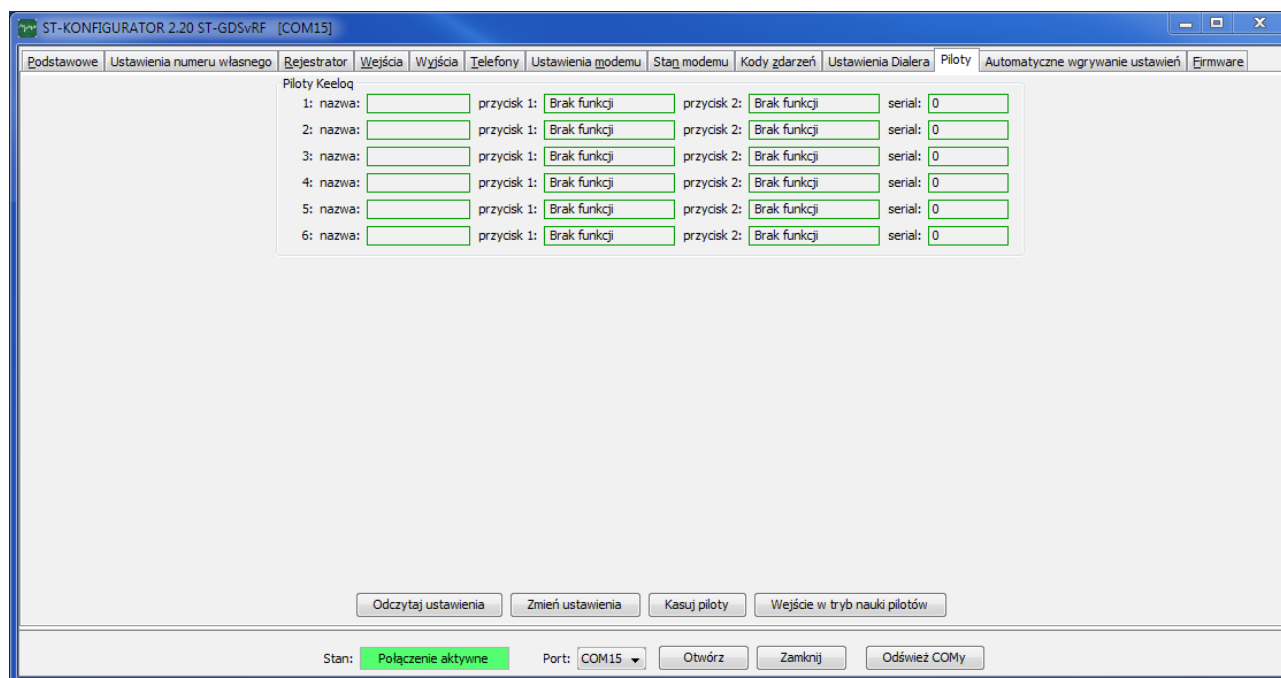 ST-KONFIGURATOR 2.20 ST-GDSvRF [COM15]
Podstawowe Ustawienia numeru własnego Rejestrator Wejścia Wyjścia Telefony Ustawienia modemu Stan modemu Kody zdarzeń Ustawienia Dialera Piloty Automatyczne wgrywanie ustawień Firmware
Piloty Keeloq
1: nazwa: przycisk 1: Brak funkcji przycisk 2: Brak funkcji serial: 0
2: nazwa: przycisk 1: Brak funkcji przycisk 2: Brak funkcji serial: 0
3: nazwa: przycisk 1: Brak funkcji przycisk 2: Brak funkcji serial: 0
4: nazwa: przycisk 1: Brak funkcji przycisk 2: Brak funkcji serial: 0
5: nazwa: przycisk 1: Brak funkcji przycisk 2: Brak funkcji serial: 0
6: nazwa: przycisk 1: Brak funkcji przycisk 2: Brak funkcji serial: 0
Odczytaj ustawienia Zmień ustawienia Kasuj piloty Wejście w tryb nauki pilotów
Stan: Połączenie aktywne Port: COM15 Otwórz Zamknij Odśwież COMy